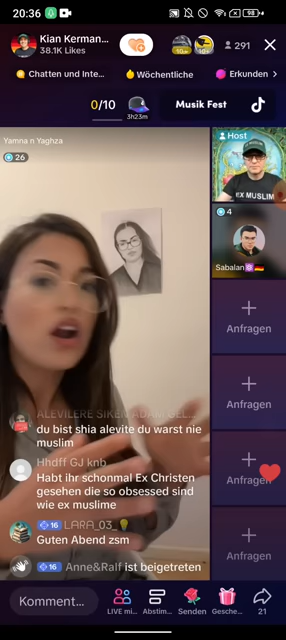 20:36
98
Kian Kerman...
38.1K Likes
10+
10+
291
Chatten und Inte...
Wöchentliche
Erkunden
0/10
3h23m
Musik Fest
Yamna n Yaghza
26
Host
EX MUSLIM
4
Sabalan
Anfragen
Anfragen
Anfragen
Anfragen
du bist shia alevite du warst nie
muslim
Hhdff GJ knb
Habt ihr schonmal Ex Christen
gesehen die so obsessed sind
wie ex muslime
16 LARA_03_
Guten Abend zsm
16 Anne&Ralf ist beigetreten
Komment...
LIVE mi...
Abstim...
Senden
Gesche...
21